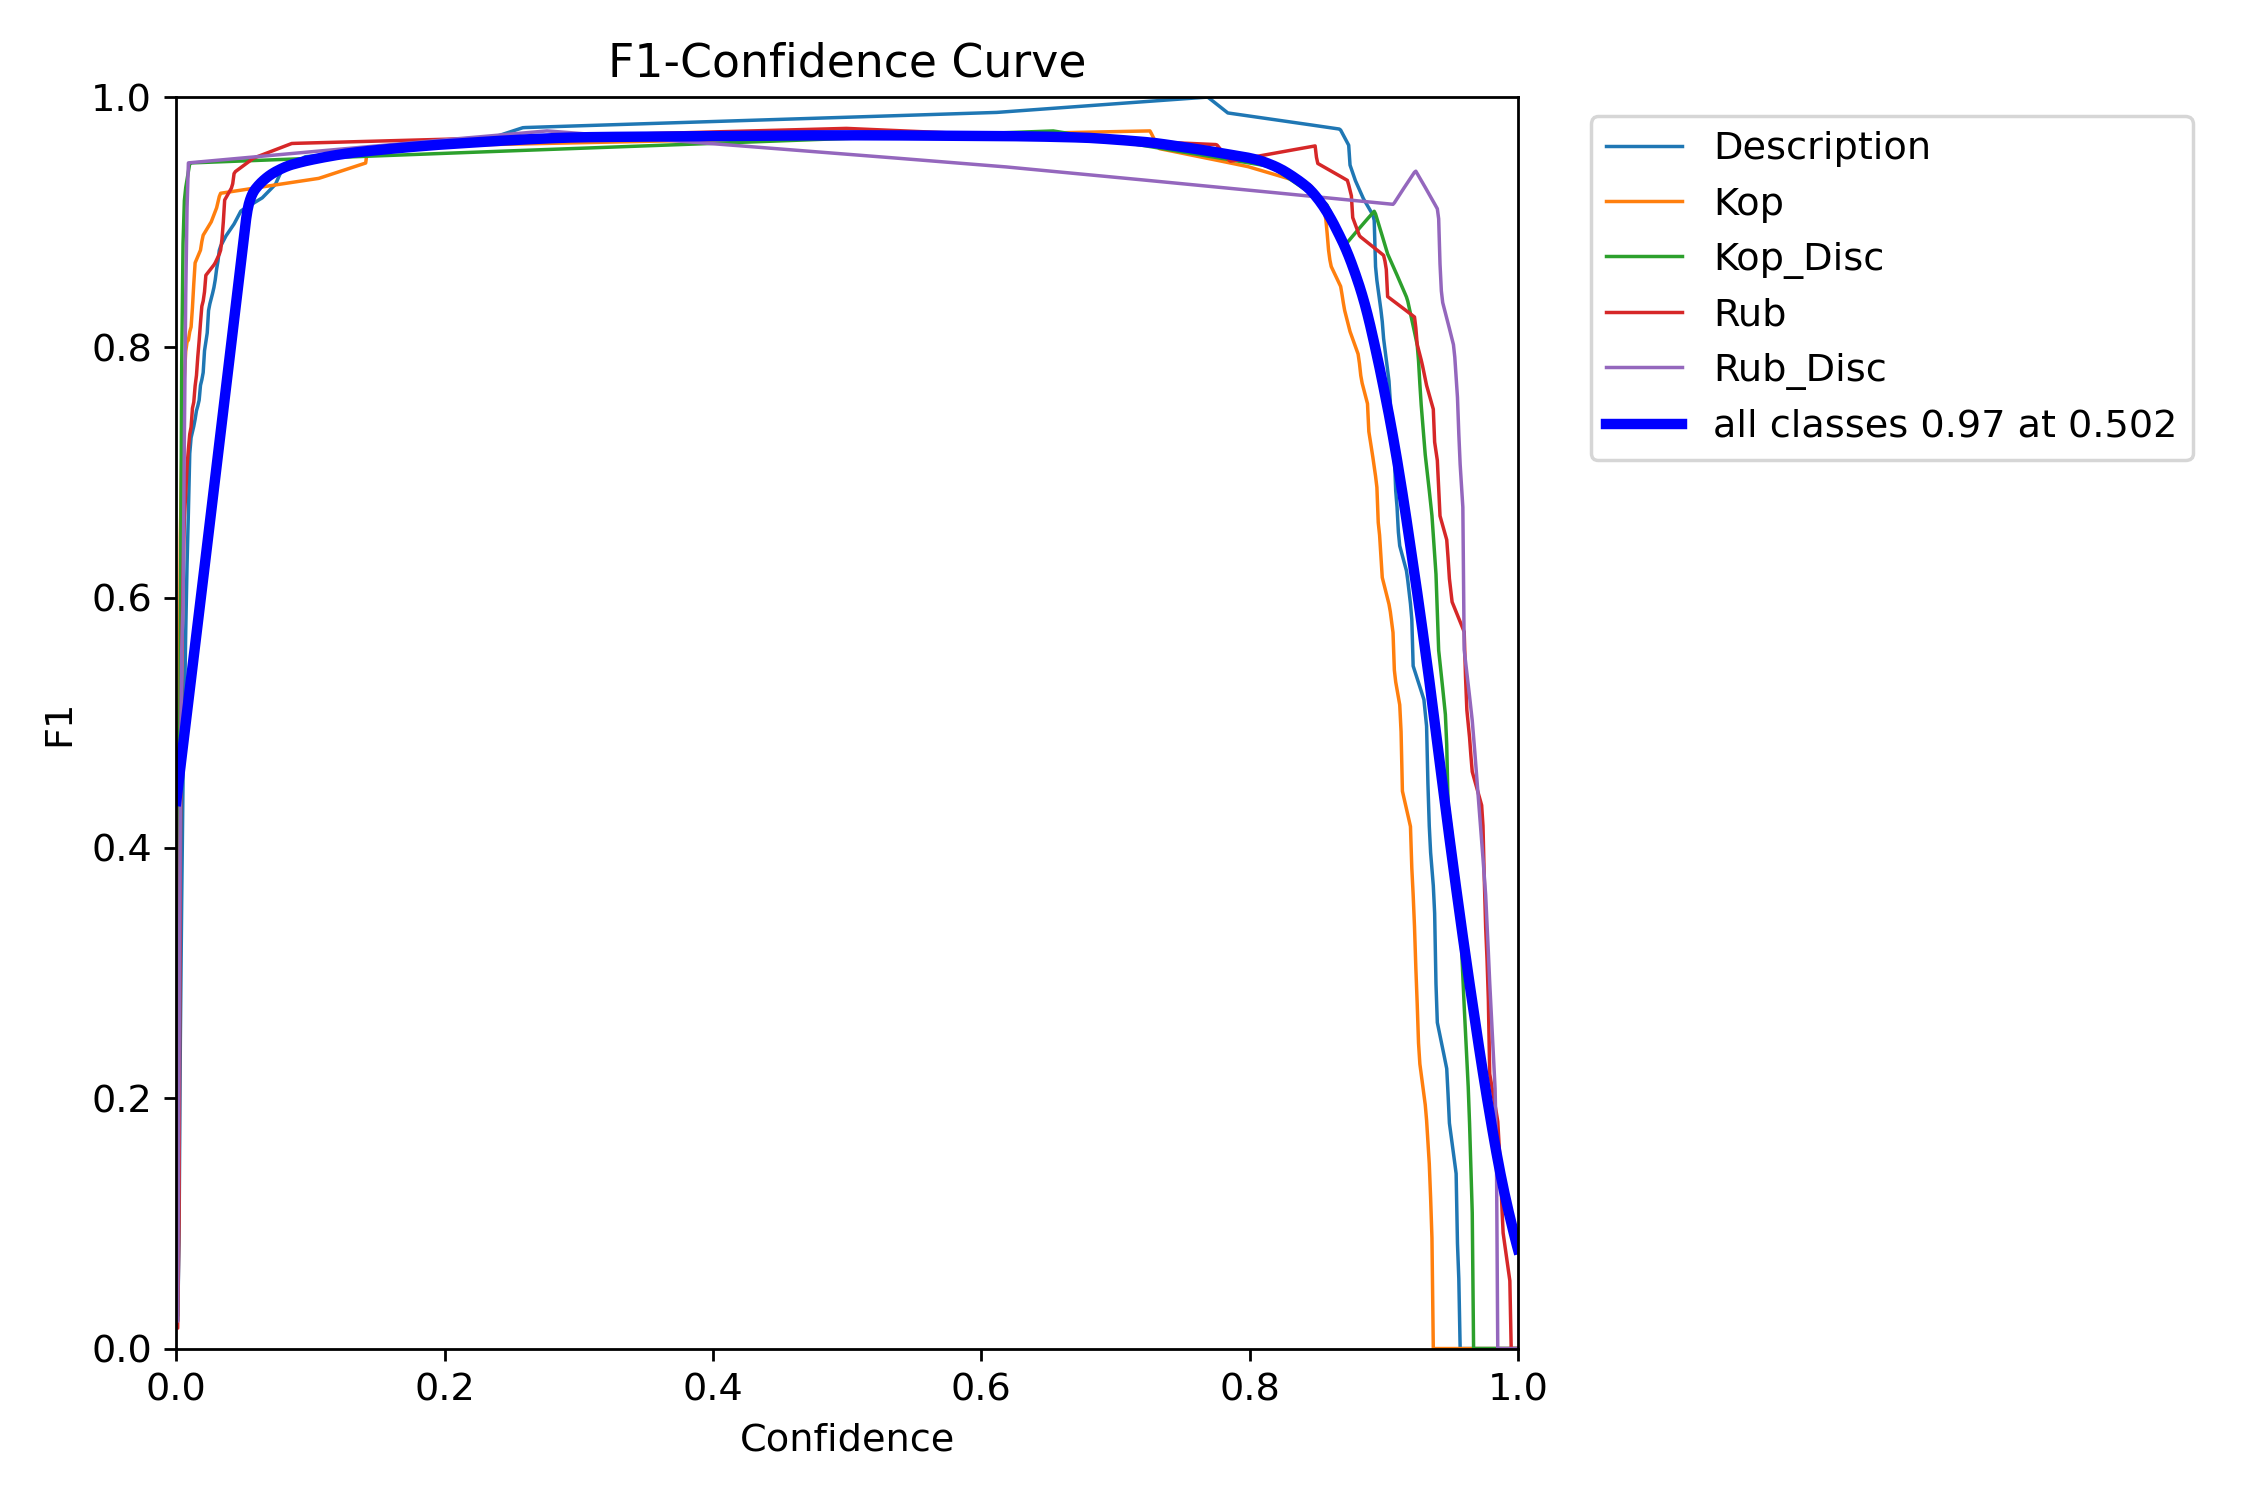 F1-Confidence Curve
1.0
0.8
0.6
0.4
0.2
0.0
F1
0.0 0.2 0.4 0.6 0.8 1.0
Confidence
Description
Kop
Kop_Disc
Rub
Rub_Disc
all classes 0.97 at 0.502